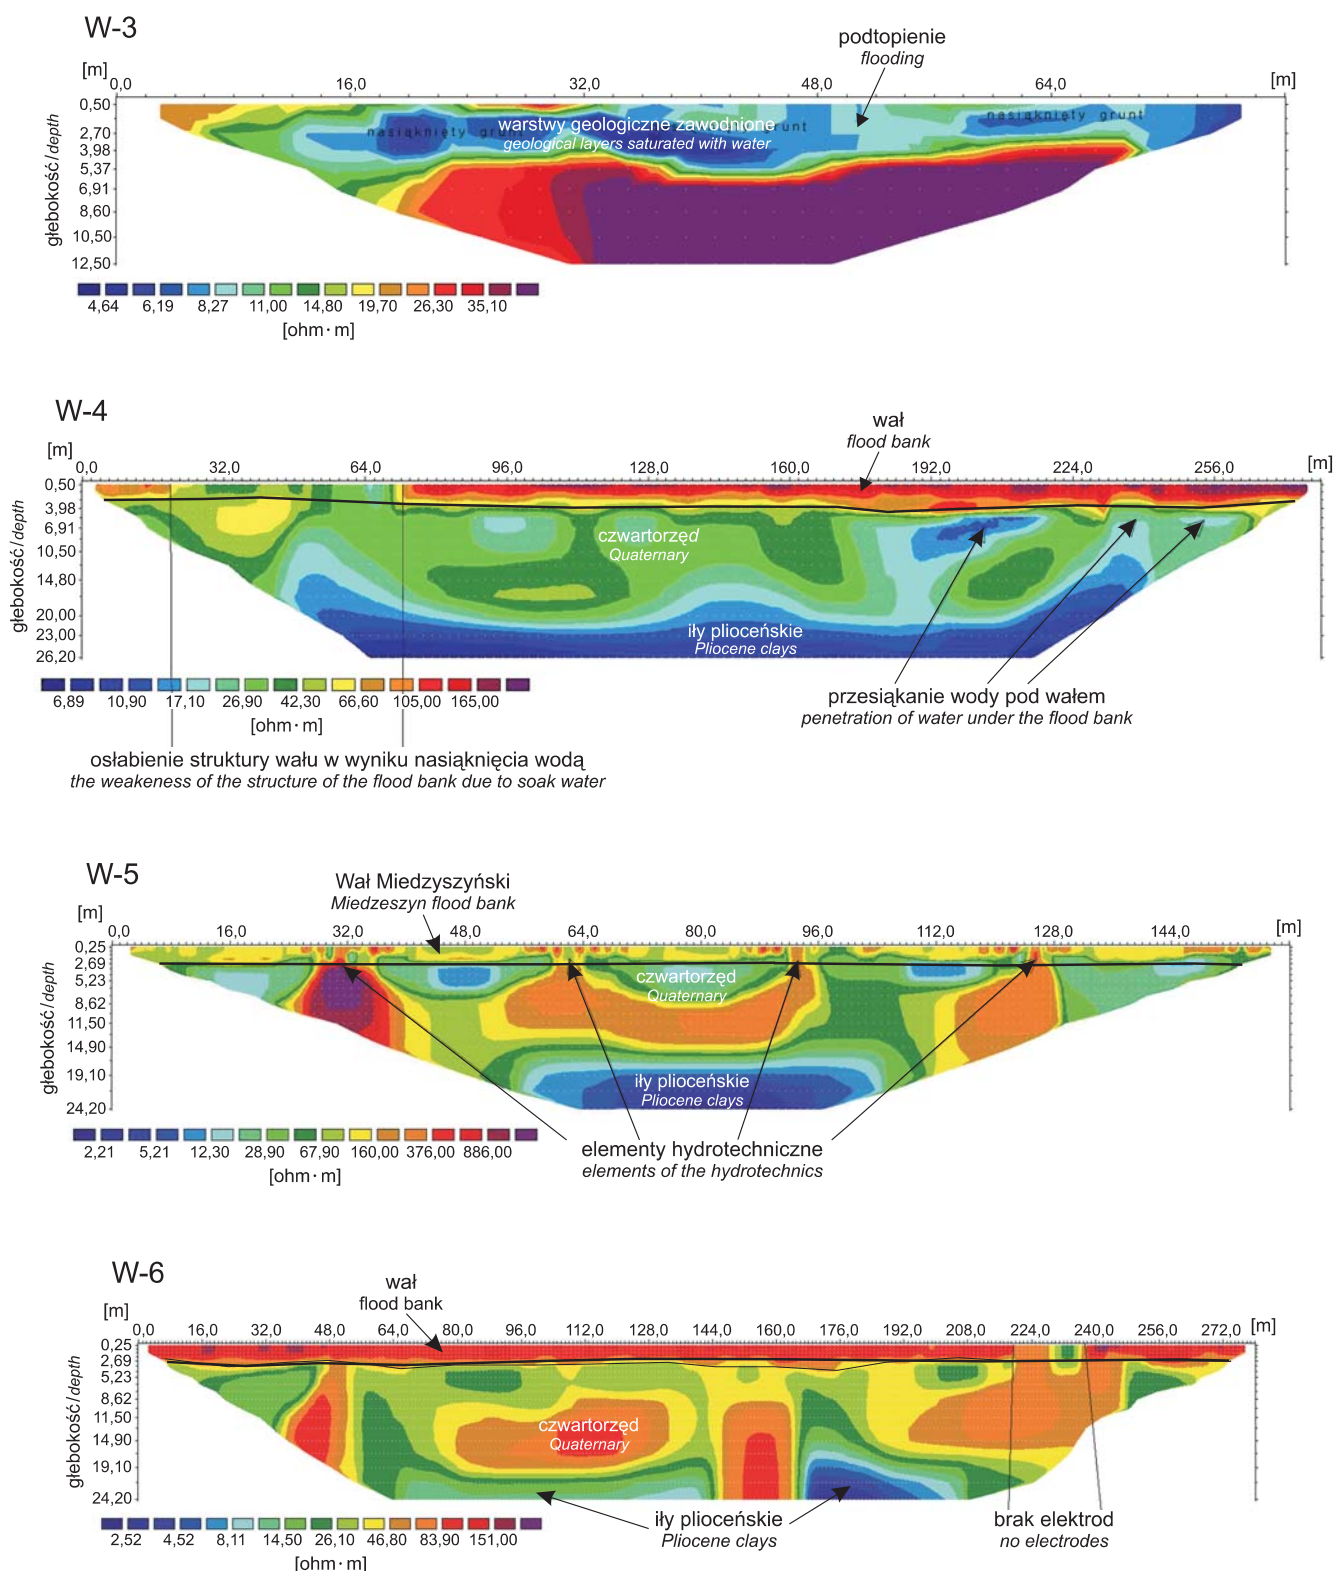 W-3
podtopienie
flooding
[m]
0,0 16,0 32,0 48,0 64,0 [m]
0,50
2,70
3,98
5,37
6,91
8,60
10,50
12,50
głebokość/depth
nasiąknięty grunt
warstwy geologiczne zawodnione
geological layers saturated with water
grunt
nasiąknięty grunt
4,64 6,19 8,27 11,00 14,80 19,70 26,30 35,10
[ohm·m]
W-4
wał
flood bank
[m]
0,0 32,0 64,0 96,0 128,0 160,0 192,0 224,0 256,0 [m]
0,50
3,98
6,91
10,50
14,80
20,00
23,00
26,20
głebokość/depth
czwartorzęd
Quaternary
iły plioceńskie
Pliocene clays
6,89 10,90 17,10 26,90 42,30 66,60 105,00 165,00
[ohm·m]
przesiąkanie wody pod wałem
penetration of water under the flood bank
osłabienie struktury wału w wyniku nasiąknięcia wodą
the weakeness of the structure of the flood bank due to soak water
W-5
Wał Miedzyszyński
Miedzeszyn flood bank
[m]
0,0 16,0 32,0 48,0 64,0 80,0 96,0 112,0 128,0 144,0 [m]
0,25
2,69
5,23
8,62
11,50
14,90
19,10
24,20
głebokość/depth
czwartorzęd
Quaternary
iły plioceńskie
Pliocene clays
2,21 5,21 12,30 28,90 67,90 160,00 376,00 886,00
[ohm·m]
elementy hydrotechniczne
elements of the hydrotechnics
W-6
wał
flood bank
[m]
0,0 16,0 32,0 48,0 64,0 80,0 96,0 112,0 128,0 144,0 160,0 176,0 192,0 208,0 224,0 240,0 256,0 272,0 [m]
0,25
2,69
5,23
8,62
11,50
14,90
19,10
24,20
głebokość/depth
czwartorzęd
Quaternary
2,52 4,52 8,11 14,50 26,10 46,80 83,90 151,00
[ohm·m]
iły plioceńskie
Pliocene clays
brak elektrod
no electrodes